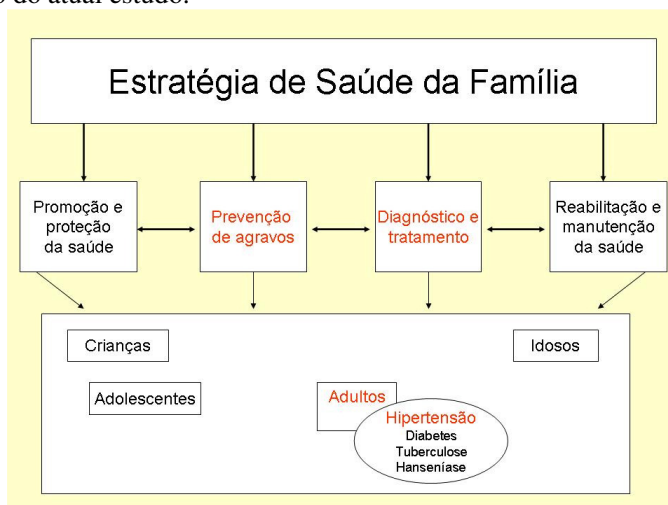 do atual estudo.
Estratégia de Saúde da Família
Promoção e
proteção
da saúde
Prevenção
de agravos
Diagnóstico e
tratamento
Reabilitação e
manutenção
da saúde
Crianças
Idosos
Adolescentes
Adultos
Hipertensão
Diabetes
Tuberculose
Hanseníase